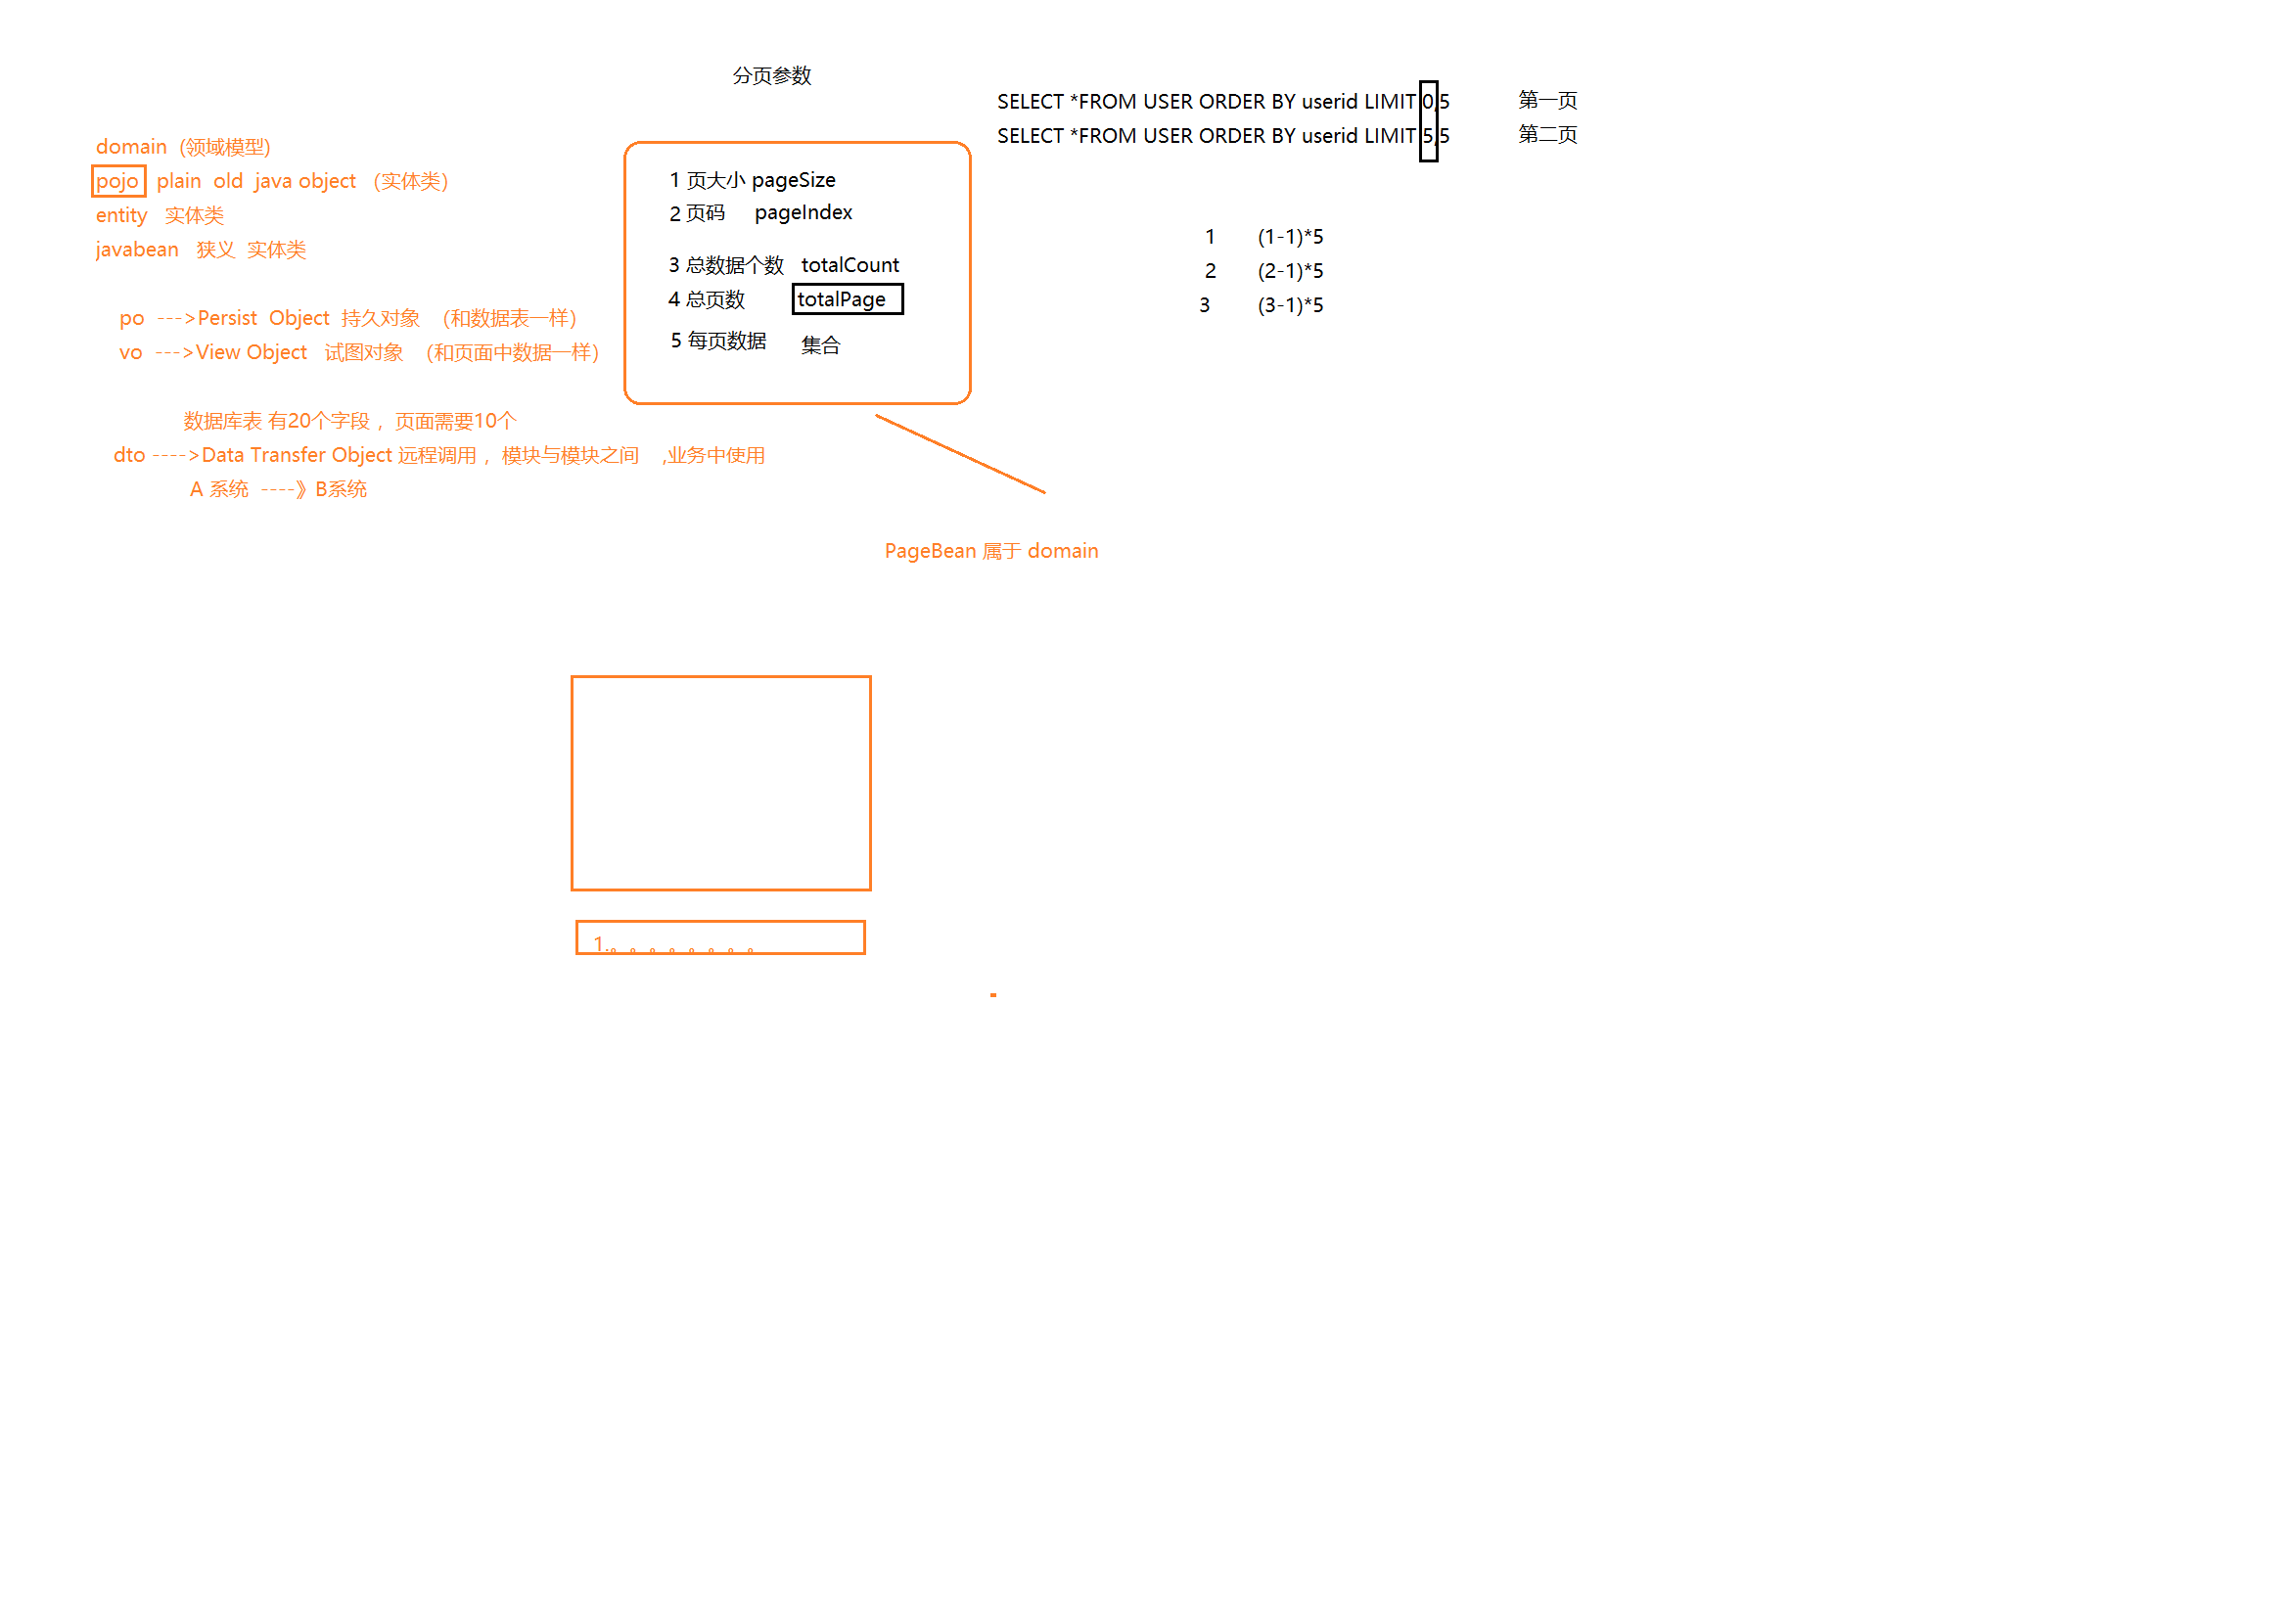 分页参数
SELECT *FROM USER ORDER BY userid LIMIT 0,5 第一页
SELECT *FROM USER ORDER BY userid LIMIT 5,5 第二页
domain (领域模型)
pojo plain old java object (实体类)
entity 实体类
javabean 狭义 实体类
po --->Persist Object 持久对象 (和数据表一样)
vo --->View Object 试图对象 (和页面中数据一样)
数据库表 有20个字段，页面需要10个
dto ---->Data Transfer Object 远程调用，模块与模块之间 ,业务中使用
A 系统 ----》B系统
1 页大小 pageSize
2 页码 pageIndex
3 总数据个数 totalCount
4 总页数 totalPage
5 每页数据 集合
1 (1-1)*5
2 (2-1)*5
3 (3-1)*5
PageBean 属于 domain
1.。。。。。。。。